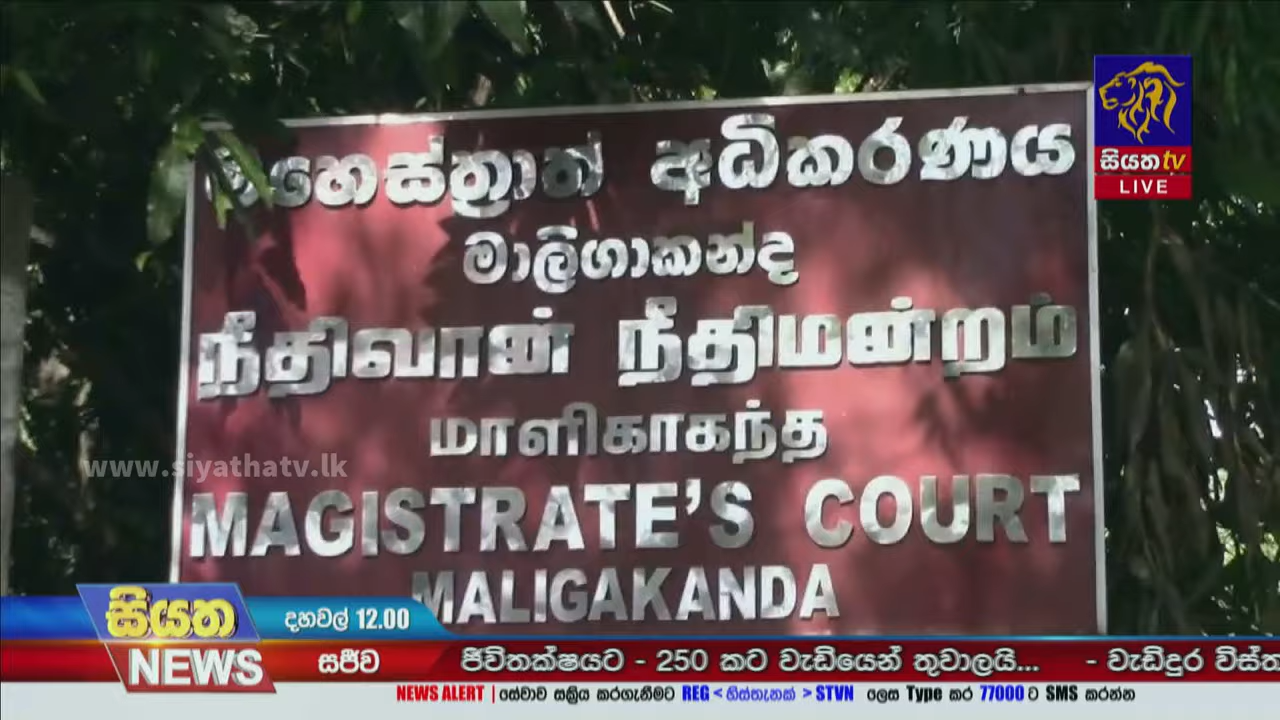 මහෙස්ත්‍රාත් අධිකරණය
සියත tv
LIVE
මාලිගාකන්ද
நீதிவான் நீதிமன்றம்
மாளிகாகந்த
www.siyathatv.lk
MAGISTRATE'S COURT
MALIGAKANDA
සියත
දහවල් 12.00
NEWS
සජීව
ජීවිතක්ෂයට - 250 කට වැඩියෙන් තුවාලයි... - වැඩිදුර විස්ත
NEWS ALERT | සේවාව සක්‍රිය කරගැනීමට REG < හිස්තැනක් > STVN ලෙස Type කර 77000 ට SMS කරන්න